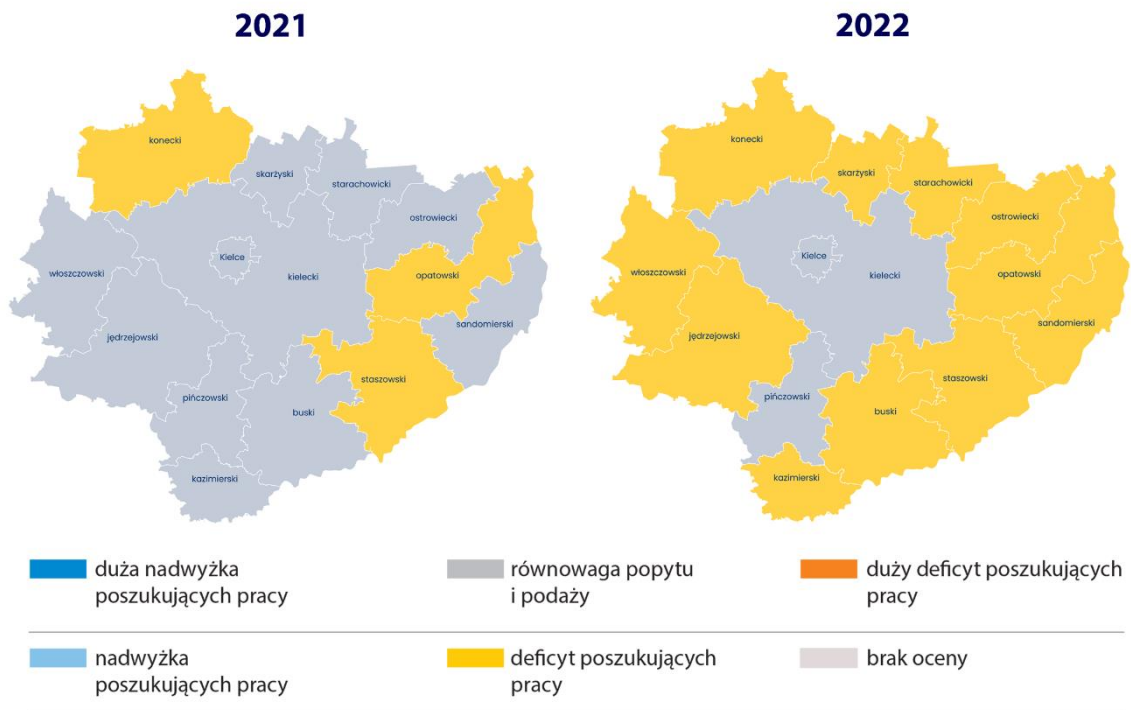 2021
2022
konecki
skarżyski
starachowicki
ostrowiecki
Kielce
włoszczowski
kielecki
opatowski
sandomierski
jędrzejowski
staszowski
pińczowski
buski
kazimierski
konecki
skarżyski
starachowicki
ostrowiecki
Kielce
włoszczowski
kielecki
opatowski
sandomierski
jędrzejowski
staszowski
pińczowski
buski
kazimierski
duża nadwyżka
poszukujących pracy
równowaga popytu
i podaży
duży deficyt poszukujących
pracy
nadwyżka
poszukujących pracy
deficyt poszukujących
pracy
brak oceny